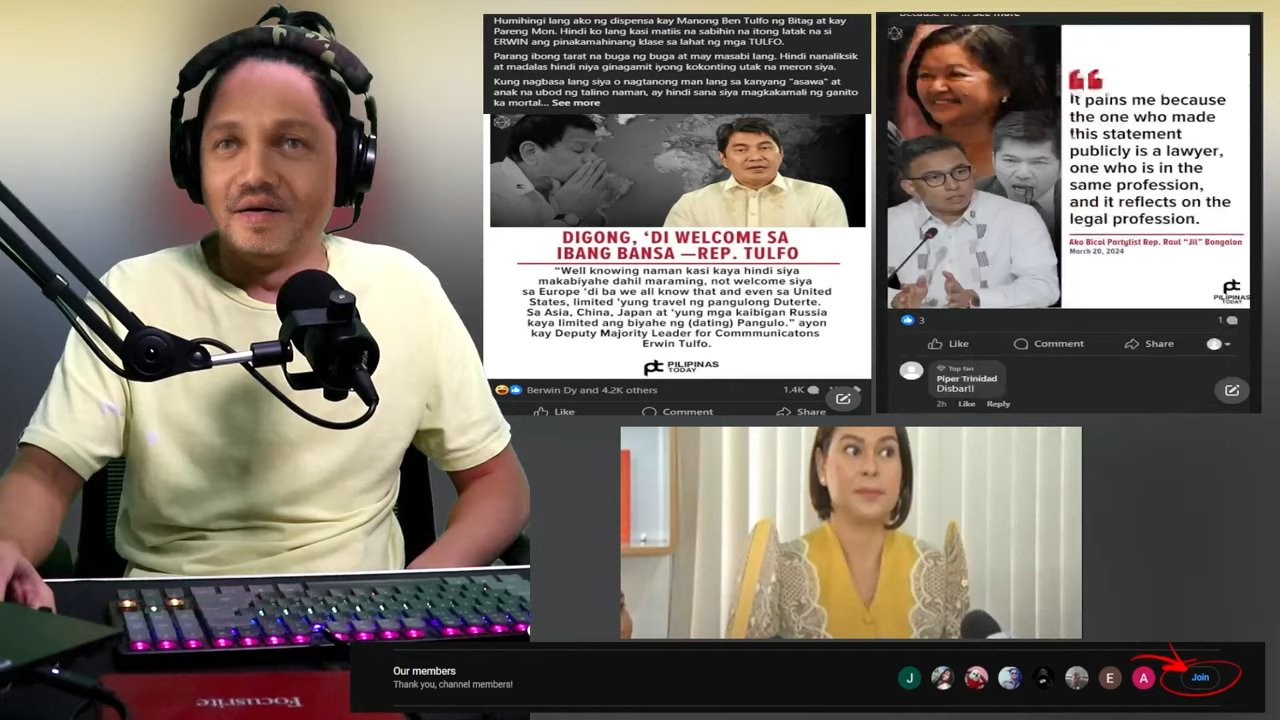 Humihingi lang ako ng dispensa kay Manong Ben Tulfo ng Bitag at kay
Pareng Mon. Hindi ko lang kasi matiis na sabihin na itong latak na si
ERWIN ang pinakamahinang klase sa lahat ng mga TULFO.
Parang ibong tarat na buga ng buga at may masabi lang. Hindi nanaliksik
at madalas hindi niya ginagamit iyong kokonting utak na meron siya.
Kung nagbasa lang siya o nagtanong man lang sa kanyang "asawa" at
anak na ubod ng talino naman, ay hindi sana siya magkakamali ng ganito
ka mortal... See more
DIGONG, 'DI WELCOME SA
IBANG BANSA —REP. TULFO
"Well knowing naman kasi kaya hindi siya
makabiyahe dahil maraming, not welcome siya
sa Europe 'di ba we all know that and even sa United
States, limited 'yung travel ng pangulong Duterte.
Sa Asia, China, Japan at 'yung mga kaibigan Russia
kaya limited ang biyahe ng (dating) Pangulo." ayon
kay Deputy Majority Leader for Commmunicatons
Erwin Tulfo.
pt PILIPINAS
TODAY
Berwin Dy and 4.2K others
1.4K
Like
Comment
Share
See more
It pains me because
the one who made
this statement
publicly is a lawyer,
one who is in the
same profession,
and it reflects on the
legal profession.
Ako Bicol Partylist Rep. Raul "Jil" Bongalon
March 20, 2024
pt
PILIPINAS
TODAY
3
1
Like
Comment
Share
Top fan
Piper Trinidad
Disbar!!
2h Like Reply
Our members
Thank you, channel members!
J
E
A
Join
Focusrite